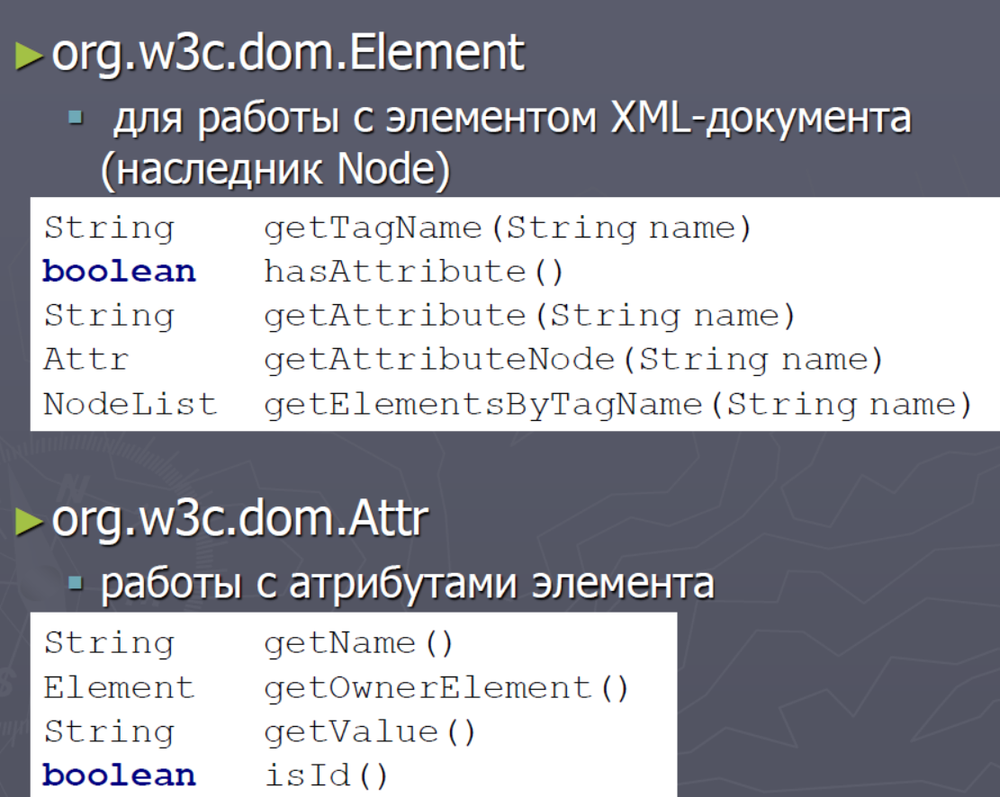 ►org.w3c.dom.Element
▪ для работы с элементом XML-документа
(наследник Node)
String getTagName(String name)
boolean hasAttribute()
String getAttribute(String name)
Attr getAttributeNode(String name)
NodeList getElementsByTagName(String name)
►org.w3c.dom.Attr
▪ работы с атрибутами элемента
String getName()
Element getOwnerElement()
String getValue()
boolean isId()